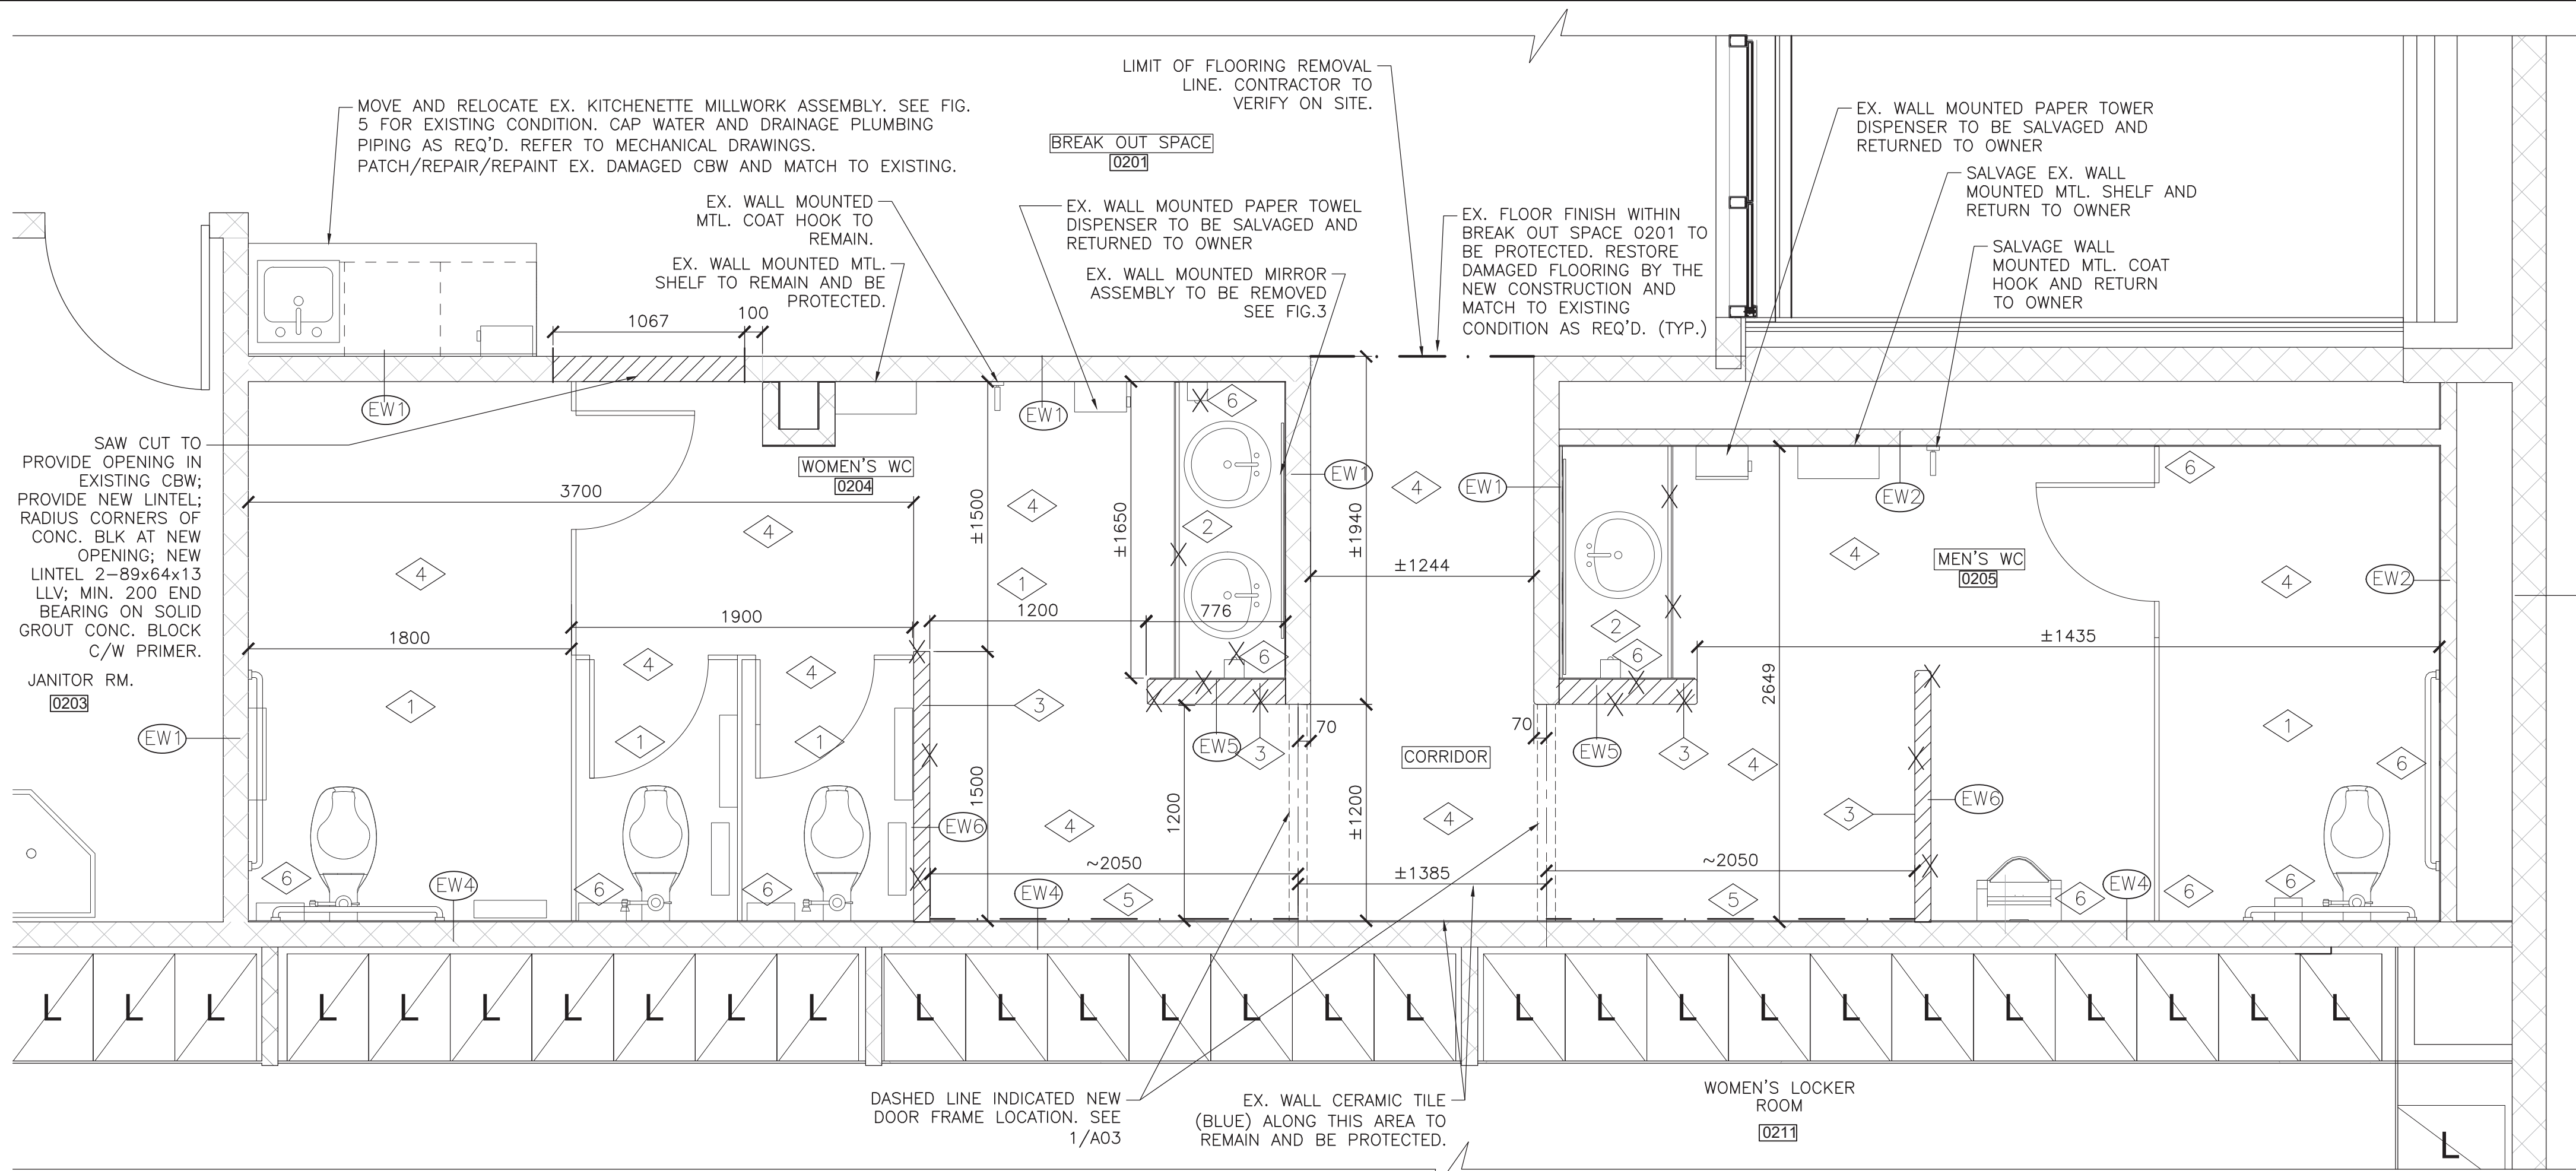 LIMIT OF FLOORING REMOVAL
LINE. CONTRACTOR TO
VERIFY ON SITE.
MOVE AND RELOCATE EX. KITCHENETTE MILLWORK ASSEMBLY. SEE FIG.
5 FOR EXISTING CONDITION. CAP WATER AND DRAINAGE PLUMBING
PIPING AS REQ'D. REFER TO MECHANICAL DRAWINGS.
PATCH/REPAIR/REPAINT EX. DAMAGED CBW AND MATCH TO EXISTING.
BREAK OUT SPACE
0201
EX. WALL MOUNTED PAPER TOWER
DISPENSER TO BE SALVAGED AND
RETURNED TO OWNER
SALVAGE EX. WALL
MOUNTED MTL. SHELF AND
RETURN TO OWNER
SALVAGE WALL
MOUNTED MTL. COAT
HOOK AND RETURN
TO OWNER
EX. WALL MOUNTED
MTL. COAT HOOK TO
REMAIN.
EX. WALL MOUNTED MTL.
SHELF TO REMAIN AND BE
PROTECTED.
EX. WALL MOUNTED PAPER TOWEL
DISPENSER TO BE SALVAGED AND
RETURNED TO OWNER
EX. WALL MOUNTED MIRROR
ASSEMBLY TO BE REMOVED
SEE FIG.3
EX. FLOOR FINISH WITHIN
BREAK OUT SPACE 0201 TO
BE PROTECTED. RESTORE
DAMAGED FLOORING BY THE
NEW CONSTRUCTION AND
MATCH TO EXISTING
CONDITION AS REQ'D. (TYP.)
1067
100
EW1
EW1
6
SAW CUT TO
PROVIDE OPENING IN
EXISTING CBW;
PROVIDE NEW LINTEL;
RADIUS CORNERS OF
CONC. BLK AT NEW
OPENING; NEW
LINTEL 2-89x64x13
LLV; MIN. 200 END
BEARING ON SOLID
GROUT CONC. BLOCK
C/W PRIMER.
JANITOR RM.
0203
WOMEN'S WC
0204
3700
EW1
4
EW1
6
EW2
±1500
4
±1650
2
±1940
4
4
1
±1244
4
MEN'S WC
0205
4
EW2
1200
776
1900
1800
2
±1435
4
4
6
6
2649
1
1
1
3
EW1
EW5
3
70
CORRIDOR
70
EW5
3
4
1
6
1500
EW6
4
1200
±1200
4
3
EW6
~2050
±1385
~2050
6
EW4
6
6
EW4
5
5
6
EW4
6
6
L L L L L L L L L L L L L L L L L L L L L L L L L L L L
DASHED LINE INDICATED NEW
DOOR FRAME LOCATION. SEE
1/A03
EX. WALL CERAMIC TILE
(BLUE) ALONG THIS AREA TO
REMAIN AND BE PROTECTED.
WOMEN'S LOCKER
ROOM
0211
L